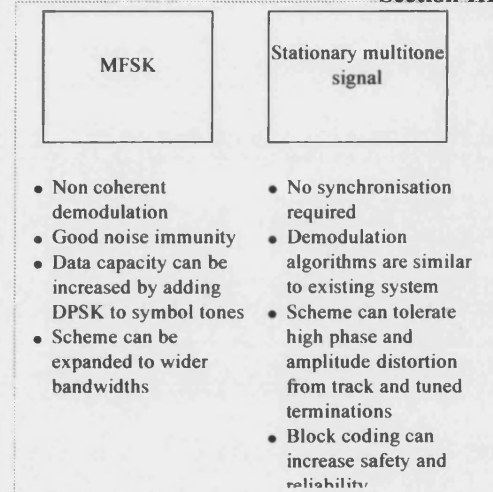 MFSK
Stationary multitone
signal
• Non coherent
demodulation
• Good noise immunity
• Data capacity can be
increased by adding
DPSK to symbol tones
• Scheme can be
expanded to wider
bandwidths
• No synchronisation
required
• Demodulation
algorithms are similar
to existing system
• Scheme can tolerate
high phase and
amplitude distortion
from track and tuned
terminations
• Block coding can
increase safety and
reliability